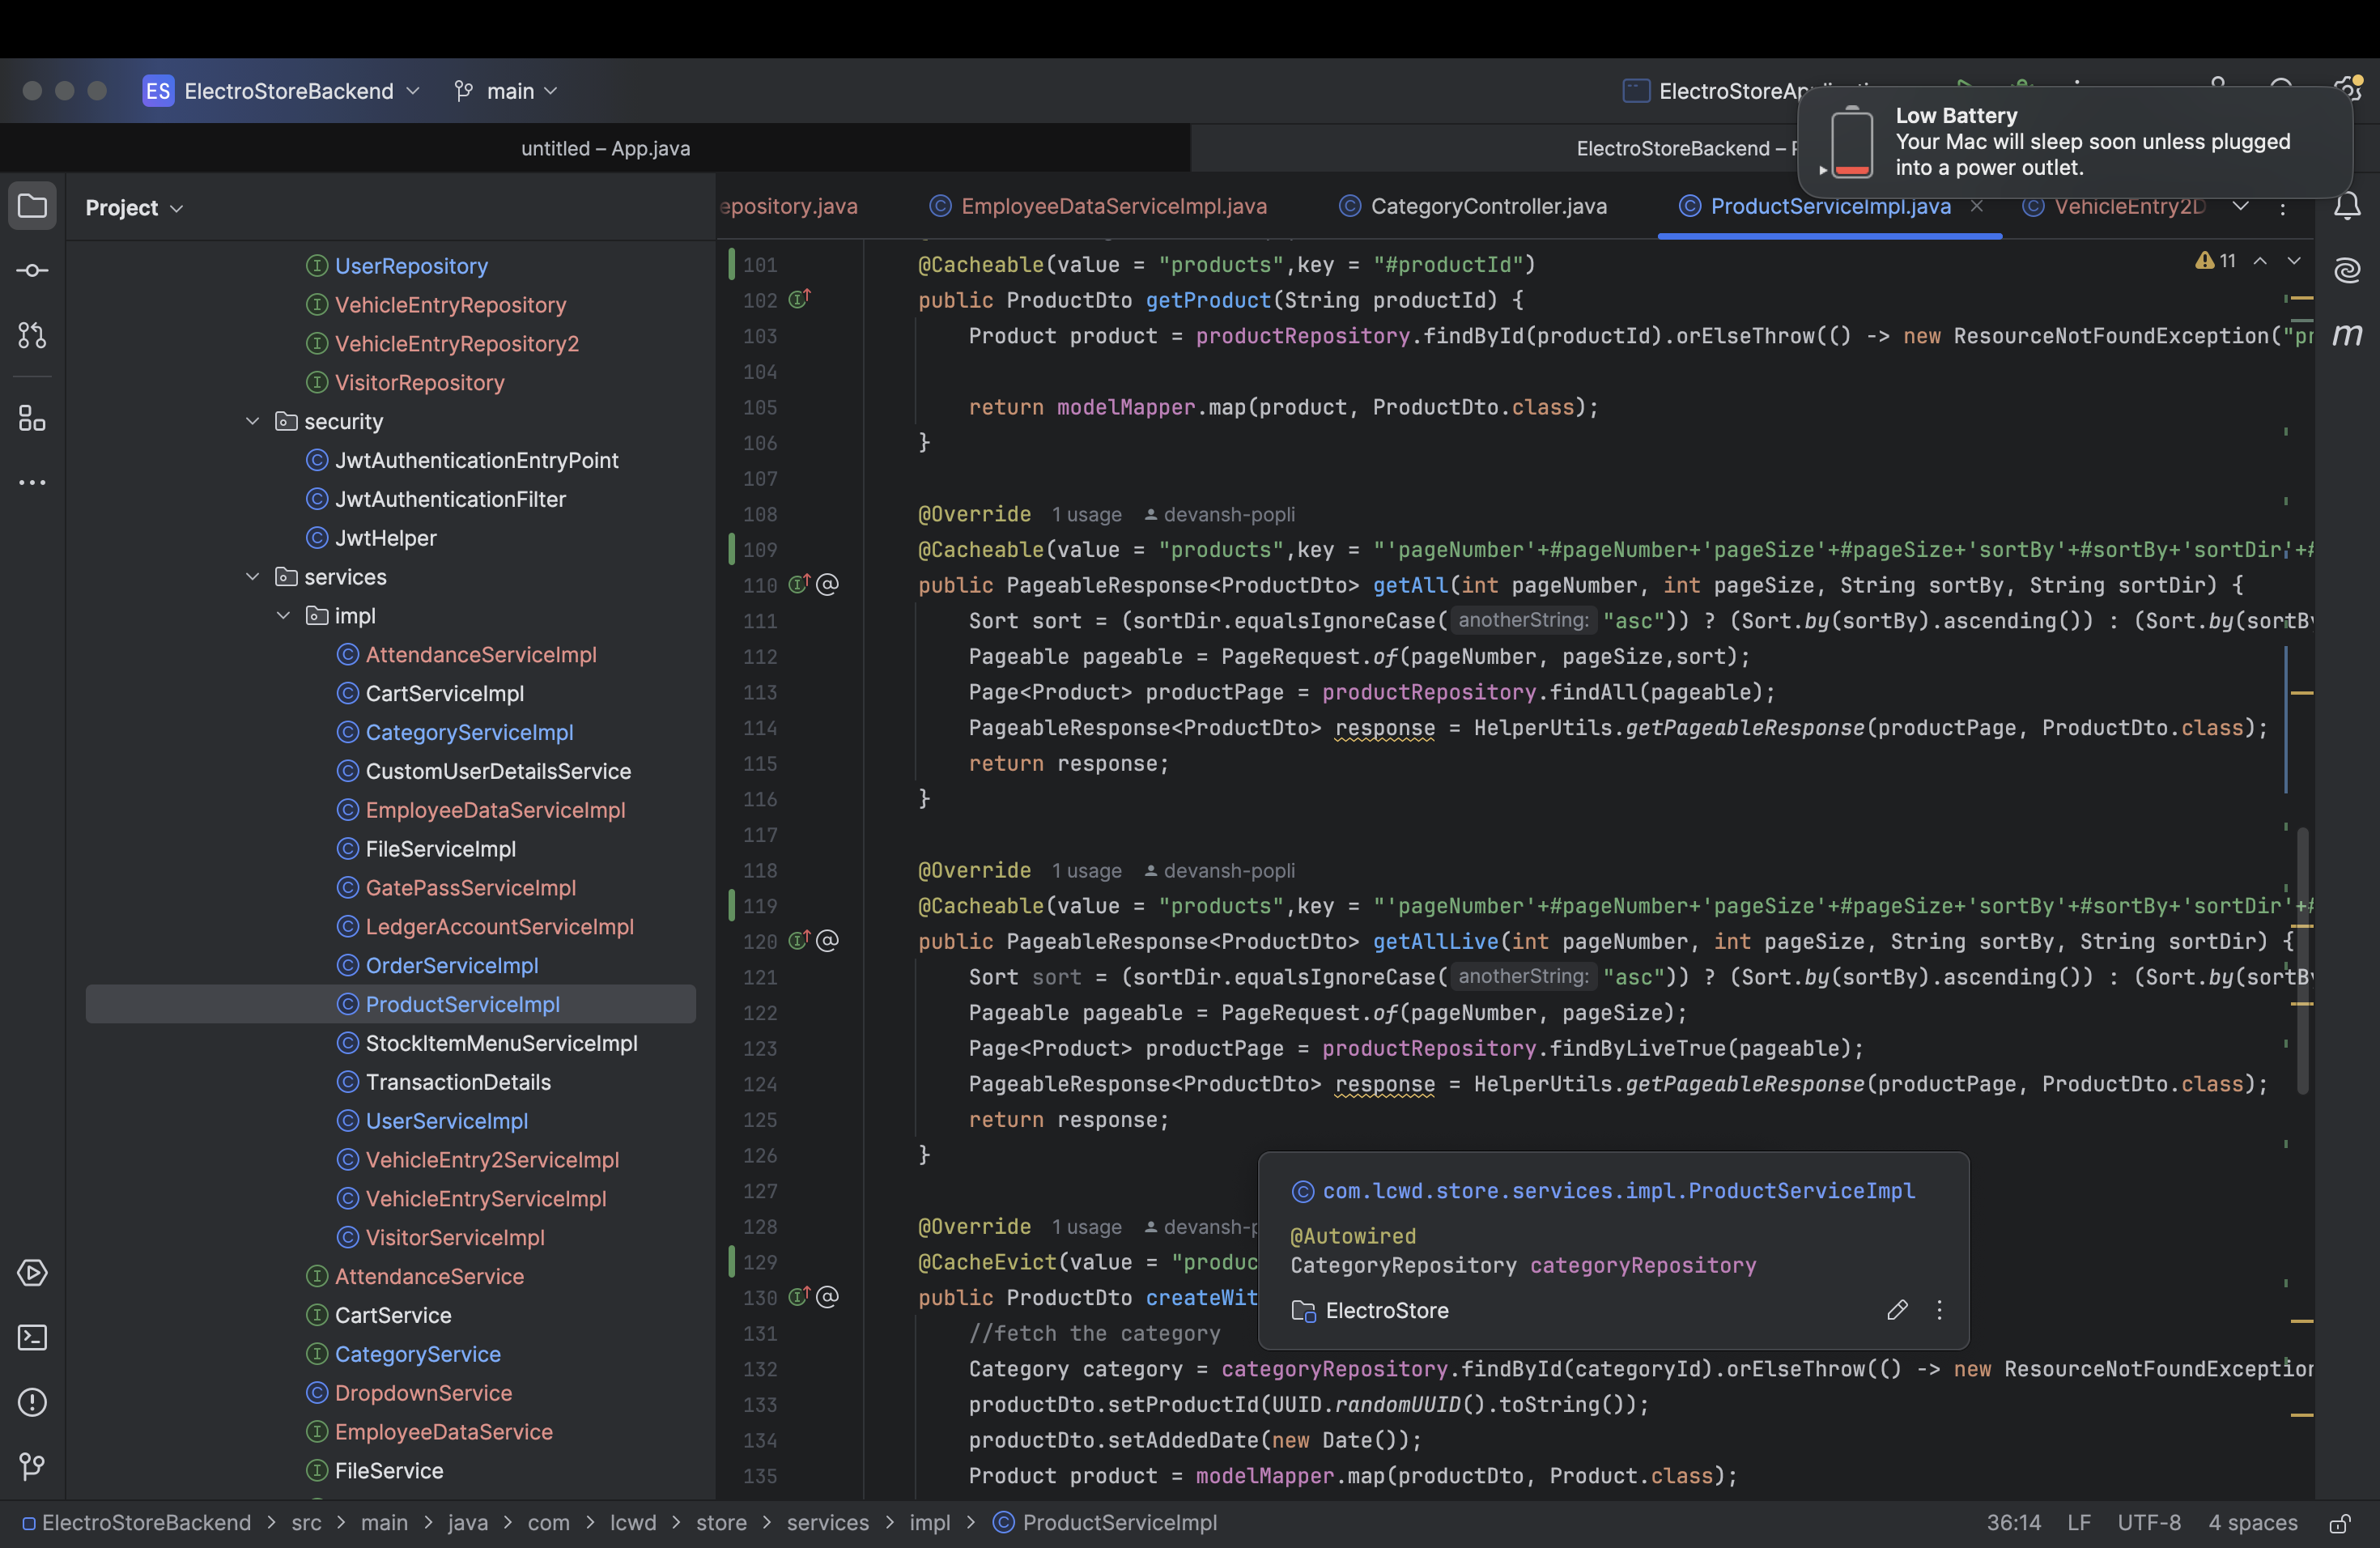 ES ElectroStoreBackend main
untitled – App.java
ElectroStoreBackend –
Low Battery
Your Mac will sleep soon unless plugged
into a power outlet.
Project
epository.java EmployeeDataServiceImpl.java CategoryController.java ProductServiceImpl.java VehicleEntry2D
UserRepository
VehicleEntryRepository
VehicleEntryRepository2
VisitorRepository
security
JwtAuthenticationEntryPoint
JwtAuthenticationFilter
JwtHelper
services
impl
AttendanceServiceImpl
CartServiceImpl
CategoryServiceImpl
CustomUserDetailsService
EmployeeDataServiceImpl
FileServiceImpl
GatePassServiceImpl
LedgerAccountServiceImpl
OrderServiceImpl
ProductServiceImpl
StockItemMenuServiceImpl
TransactionDetails
UserServiceImpl
VehicleEntry2ServiceImpl
VehicleEntryServiceImpl
VisitorServiceImpl
AttendanceService
CartService
CategoryService
DropdownService
EmployeeDataService
FileService
11
101 @Cacheable(value = "products",key = "#productId")
102 public ProductDto getProduct(String productId) {
103 Product product = productRepository.findById(productId).orElseThrow(() -> new ResourceNotFoundException("pr
104
105 return modelMapper.map(product, ProductDto.class);
106 }
107
108 @Override 1 usage devansh-popli
109 @Cacheable(value = "products",key = "'pageNumber'+#pageNumber+'pageSize'+#pageSize+'sortBy'+#sortBy+'sortDir'+#
110 public PageableResponse<ProductDto> getAll(int pageNumber, int pageSize, String sortBy, String sortDir) {
111 Sort sort = (sortDir.equalsIgnoreCase( anotherString: "asc")) ? (Sort.by(sortBy).ascending()) : (Sort.by(sortBy
112 Pageable pageable = PageRequest.of(pageNumber, pageSize,sort);
113 Page<Product> productPage = productRepository.findAll(pageable);
114 PageableResponse<ProductDto> response = HelperUtils.getPageableResponse(productPage, ProductDto.class);
115 return response;
116 }
117
118 @Override 1 usage devansh-popli
119 @Cacheable(value = "products",key = "'pageNumber'+#pageNumber+'pageSize'+#pageSize+'sortBy'+#sortBy+'sortDir'+#
120 public PageableResponse<ProductDto> getAllLive(int pageNumber, int pageSize, String sortBy, String sortDir) {
121 Sort sort = (sortDir.equalsIgnoreCase( anotherString: "asc")) ? (Sort.by(sortBy).ascending()) : (Sort.by(sortBy
122 Pageable pageable = PageRequest.of(pageNumber, pageSize);
123 Page<Product> productPage = productRepository.findByLiveTrue(pageable);
124 PageableResponse<ProductDto> response = HelperUtils.getPageableResponse(productPage, ProductDto.class);
125 return response;
126 }
127
128 @Override 1 usage devansh-p
129 @CacheEvict(value = "produc
130 public ProductDto createWit
131 //fetch the category
132 Category category = categoryRepository.findById(categoryId).orElseThrow(() -> new ResourceNotFoundException
133 productDto.setProductId(UUID.randomUUID().toString());
134 productDto.setAddedDate(new Date());
135 Product product = modelMapper.map(productDto, Product.class);
com.lcwd.store.services.impl.ProductServiceImpl
@Autowired
CategoryRepository categoryRepository
ElectroStore
ElectroStoreBackend > src > main > java > com > lcwd > store > services > impl > ProductServiceImpl
36:14 LF UTF-8 4 spaces